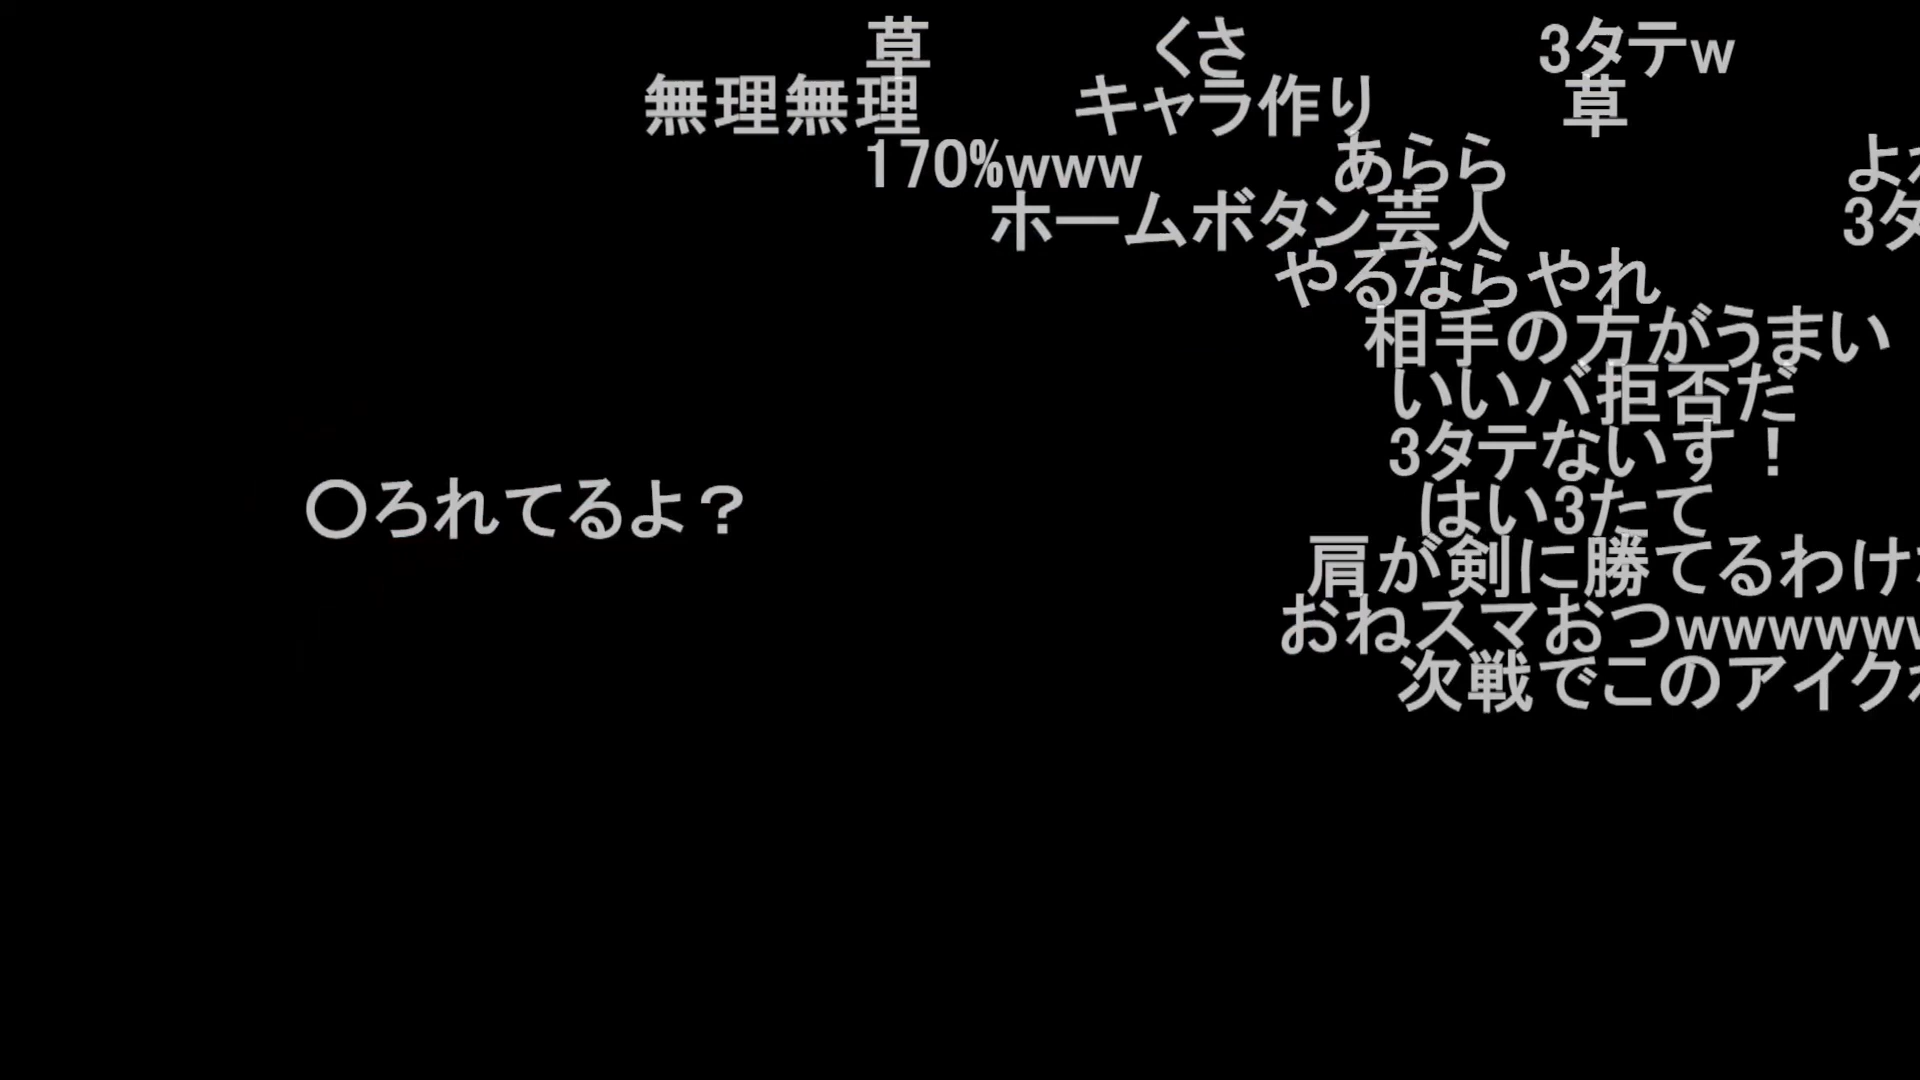 草 くさ 3タテw
無理無理 キャラ作り 草
170%www あらら
ホームボタン芸人 3タ
やるならやれ
相手の方がうまい
いいバ拒否だ
3タテないす！
〇ろれてるよ？ はい3たて
肩が剣に勝てるわけ
おねスマおつwwwwww
次戦でこのアイク